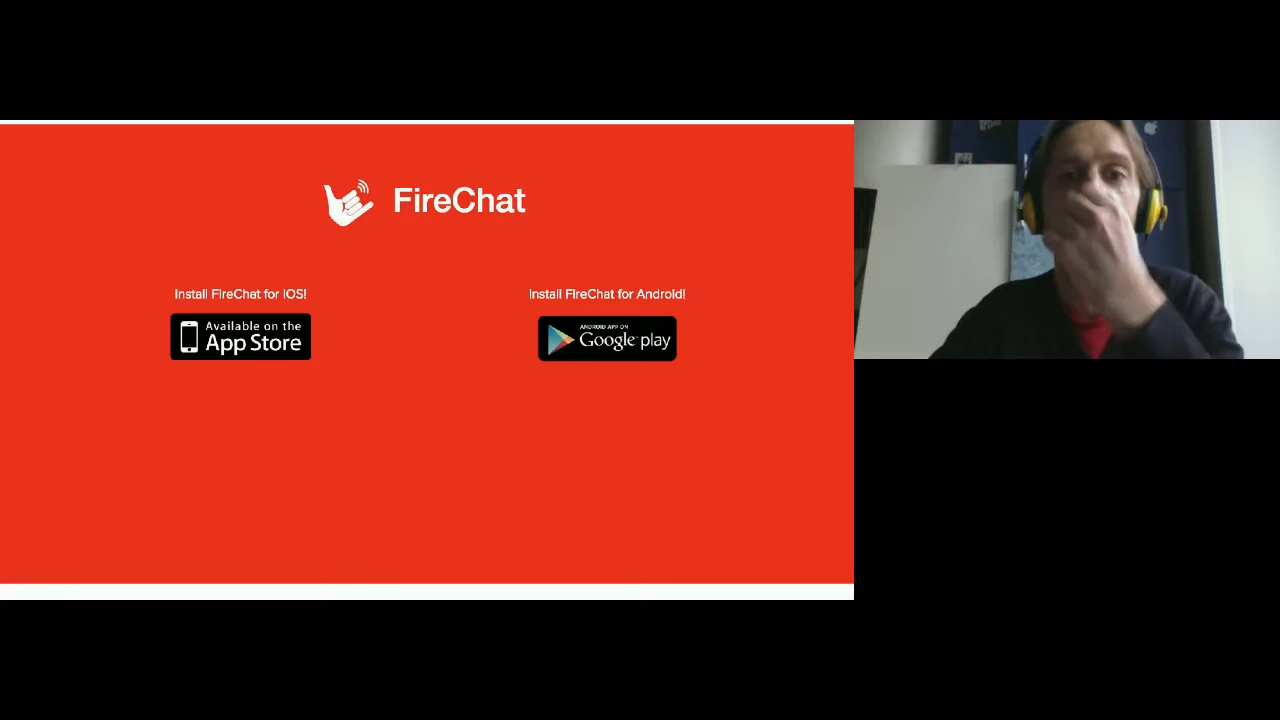 FireChat
Install FireChat for iOS!
Available on the
App Store
Install FireChat for Android!
ANDROID APP ON
Google play